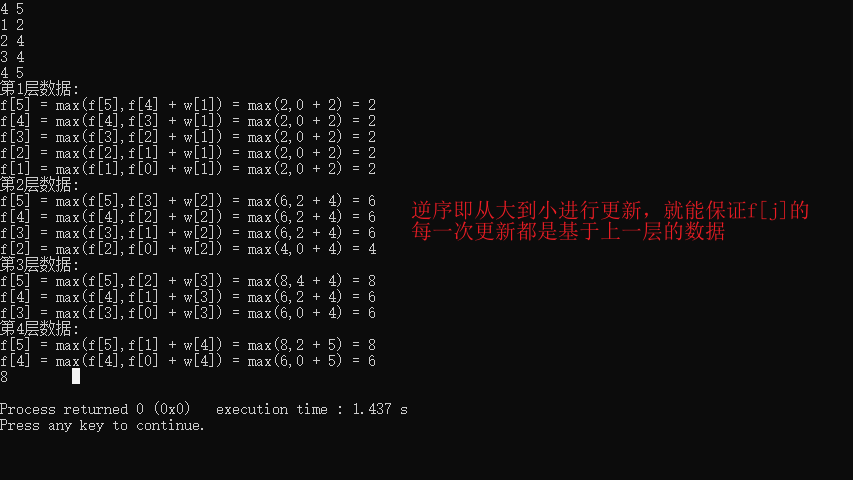 4 5
1 2
2 4
3 4
4 5
第1层数据:
f[5] = max(f[5],f[4] + w[1]) = max(2,0 + 2) = 2
f[4] = max(f[4],f[3] + w[1]) = max(2,0 + 2) = 2
f[3] = max(f[3],f[2] + w[1]) = max(2,0 + 2) = 2
f[2] = max(f[2],f[1] + w[1]) = max(2,0 + 2) = 2
f[1] = max(f[1],f[0] + w[1]) = max(2,0 + 2) = 2
第2层数据:
f[5] = max(f[5],f[3] + w[2]) = max(6,2 + 4) = 6
f[4] = max(f[4],f[2] + w[2]) = max(6,2 + 4) = 6
f[3] = max(f[3],f[1] + w[2]) = max(6,2 + 4) = 6
f[2] = max(f[2],f[0] + w[2]) = max(4,0 + 4) = 4
逆序即从大到小进行更新，就能保证f[j]的
每一次更新都是基于上一层的数据
第3层数据:
f[5] = max(f[5],f[2] + w[3]) = max(8,4 + 4) = 8
f[4] = max(f[4],f[1] + w[3]) = max(6,2 + 4) = 6
f[3] = max(f[3],f[0] + w[3]) = max(6,0 + 4) = 6
第4层数据:
f[5] = max(f[5],f[1] + w[4]) = max(8,2 + 5) = 8
f[4] = max(f[4],f[0] + w[4]) = max(6,0 + 5) = 6
8
Process returned 0 (0x0)   execution time : 1.437 s
Press any key to continue.